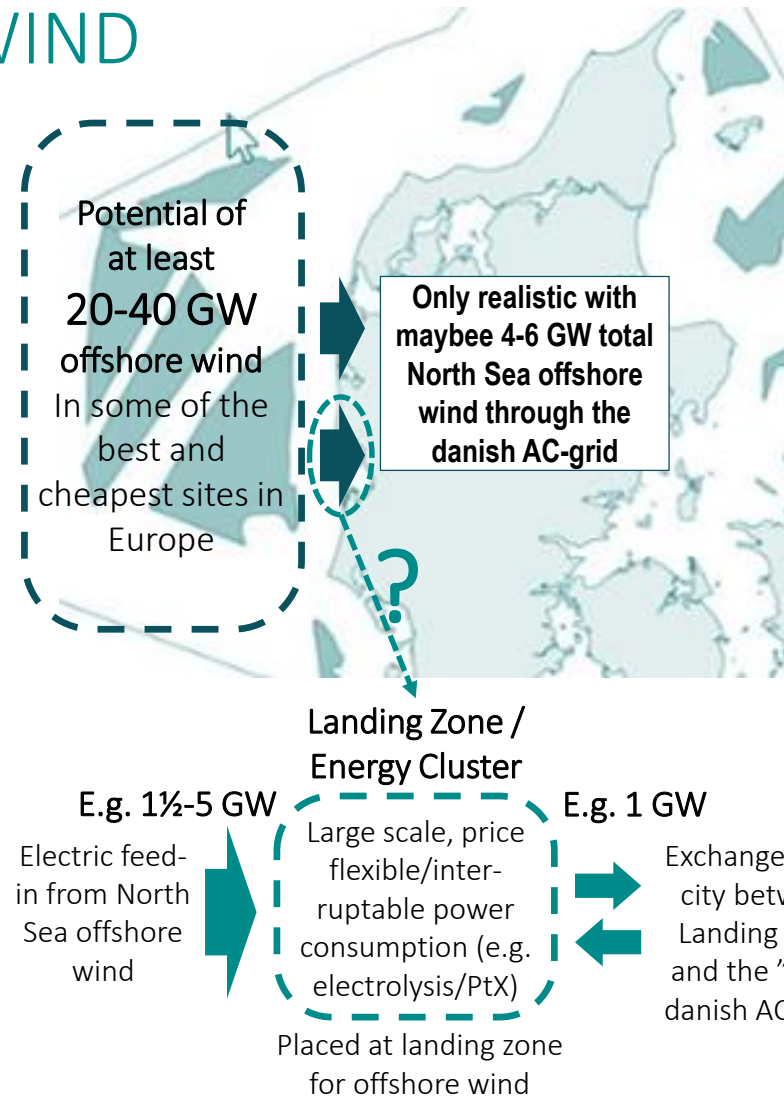 WIND
Potential of
at least
20-40 GW
offshore wind
In some of the
best and
cheapest sites in
Europe
Only realistic with
maybee 4-6 GW total
North Sea offshore
wind through the
danish AC-grid
?
Landing Zone /
Energy Cluster
E.g. 1½-5 GW
E.g. 1 GW
Electric feed-
in from North
Sea offshore
wind
Large scale, price
flexible/inter-
ruptable power
consumption (e.g.
electrolysis/PtX)
Exchange
city betw
Landing
and the ”
danish AC
Placed at landing zone
for offshore wind